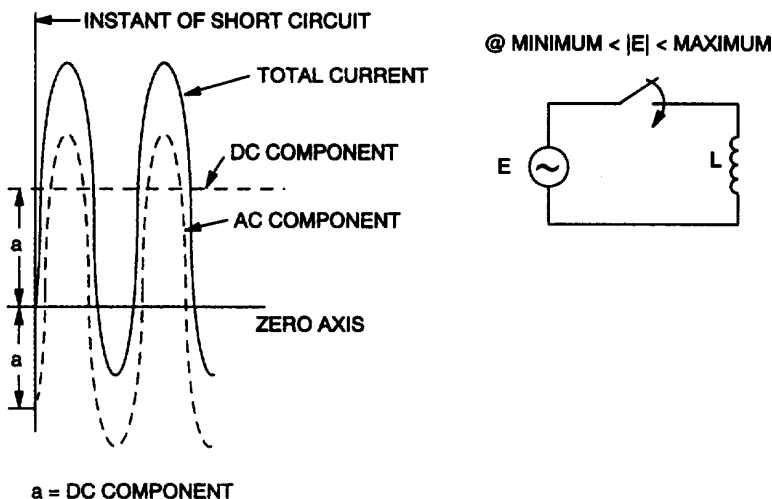 INSTANT OF SHORT CIRCUIT
@ MINIMUM < |E| < MAXIMUM
TOTAL CURRENT
DC COMPONENT
E
L
a
AC COMPONENT
ZERO AXIS
a
a = DC COMPONENT